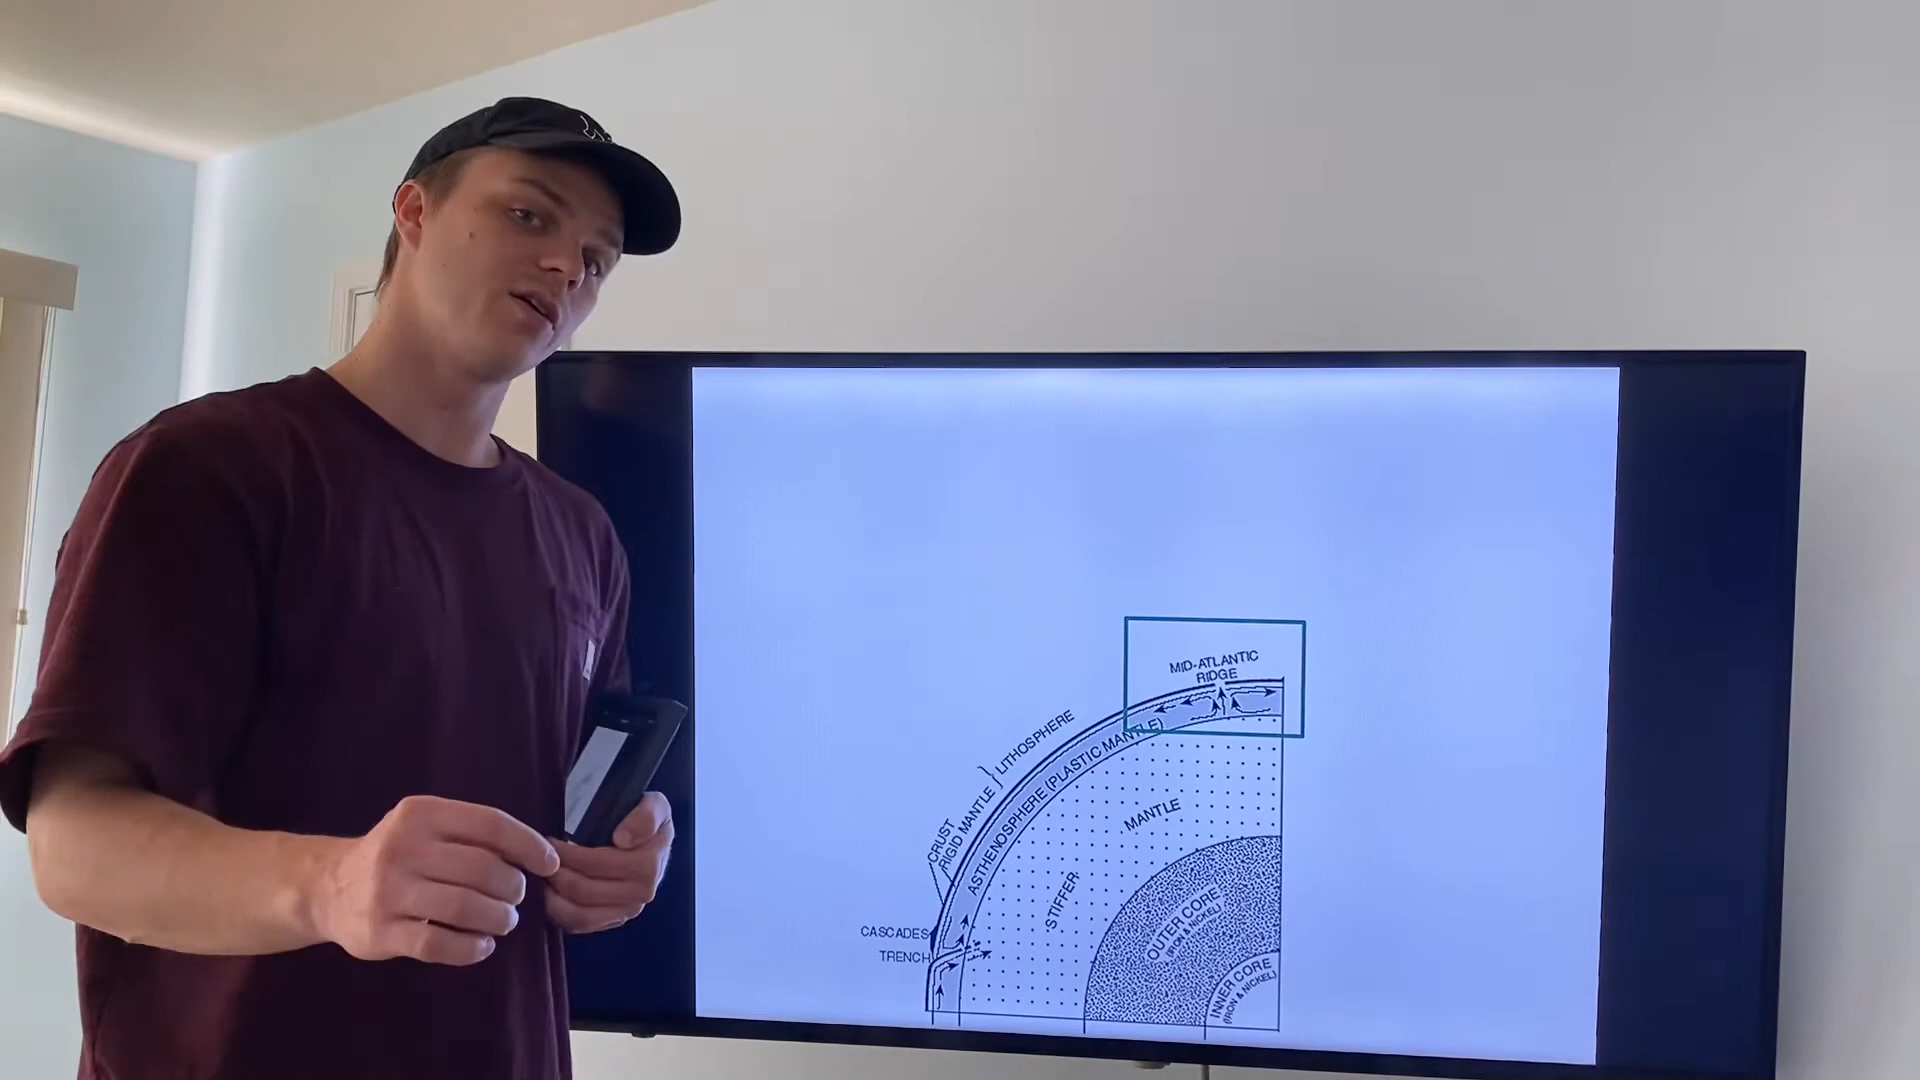 MID-ATLANTIC
RIDGE
LITHOSPHERE
CRUST
RIGID MANTLE
ASTHENOSPHERE (PLASTIC MANTLE)
MANTLE
STIFFER
CASCADES
TRENCH
OUTER CORE
(IRON & NICKEL)
INNER CORE
(IRON & NICKEL)